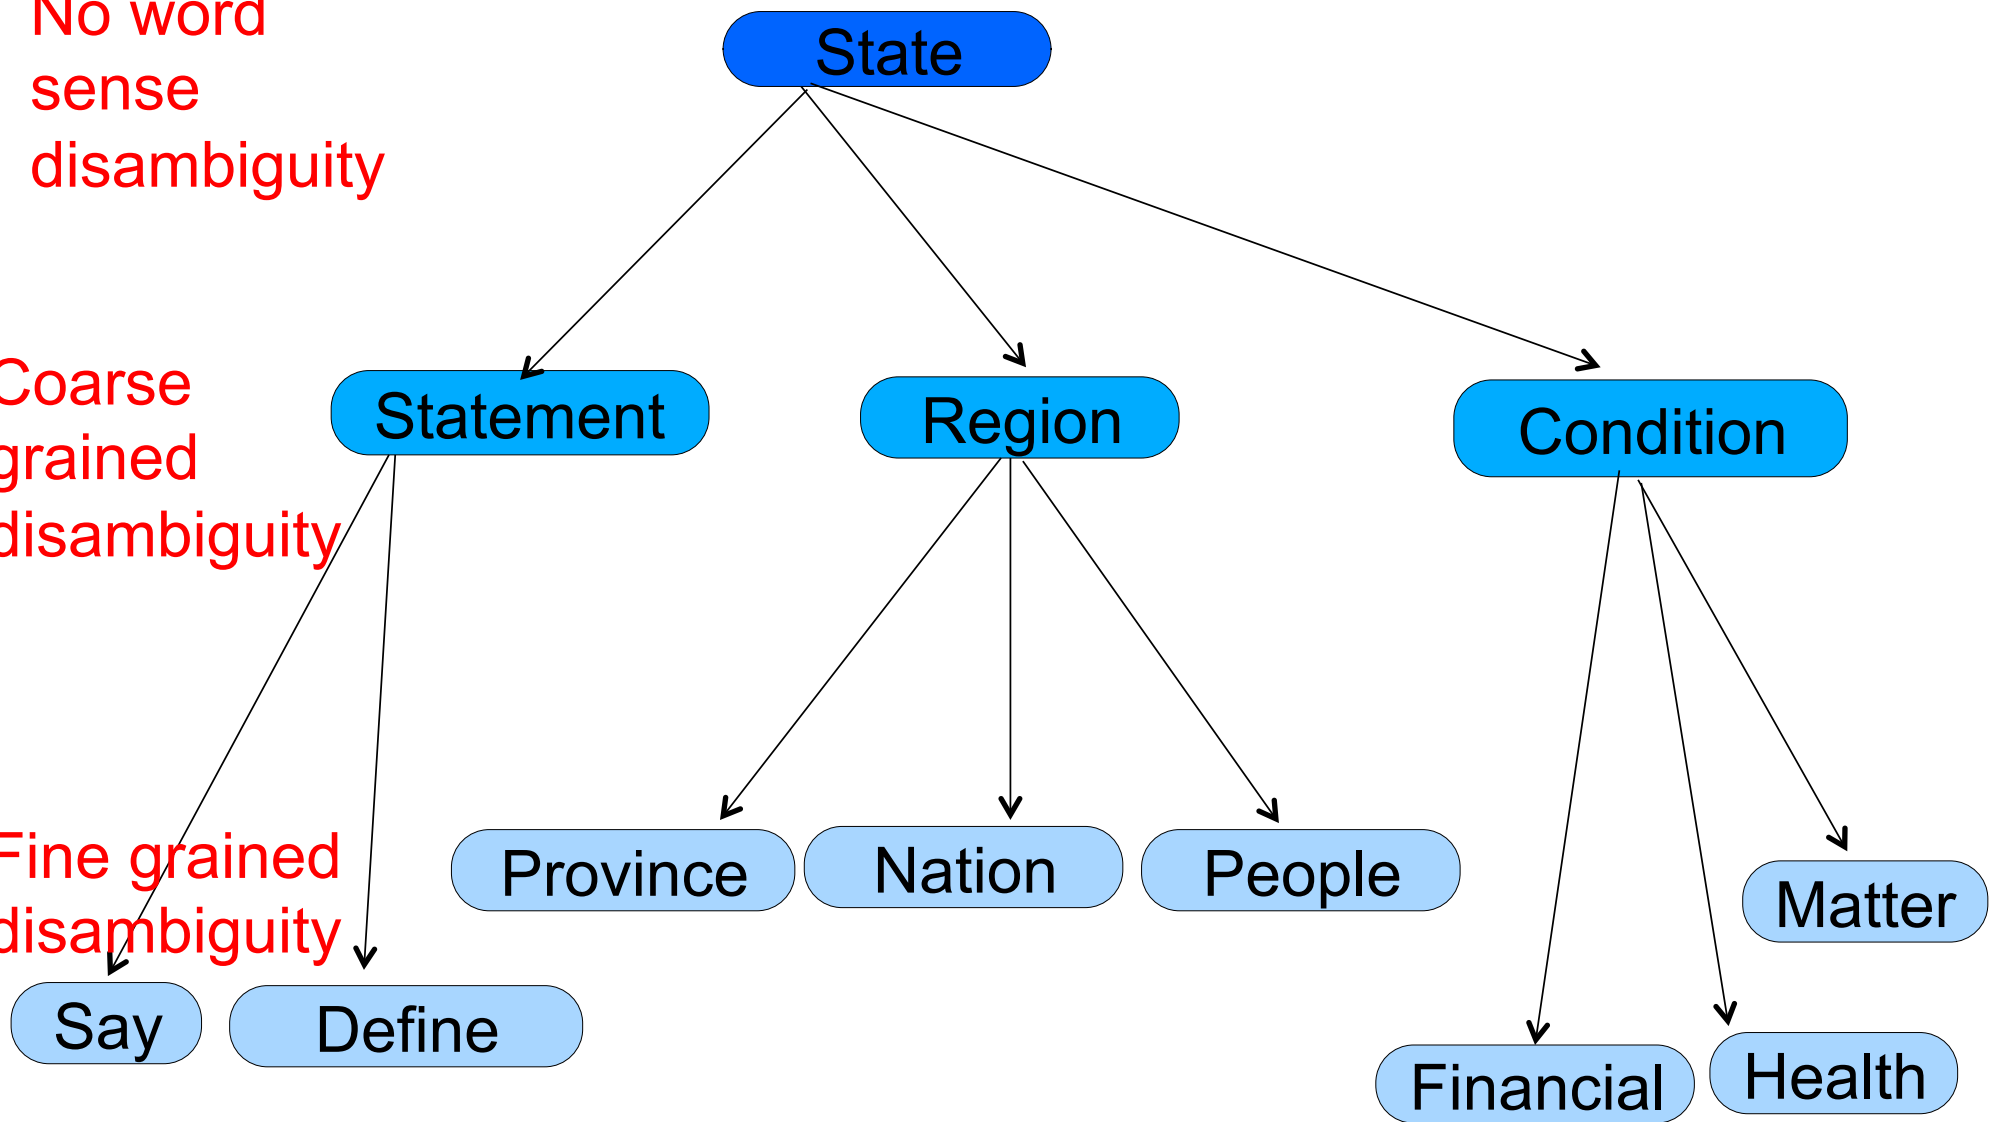 No word
sense
disambiguity
State
Coarse
grained
disambiguity
Statement
Region
Condition
Fine grained
disambiguity
Province
Nation
People
Matter
Say
Define
Financial
Health